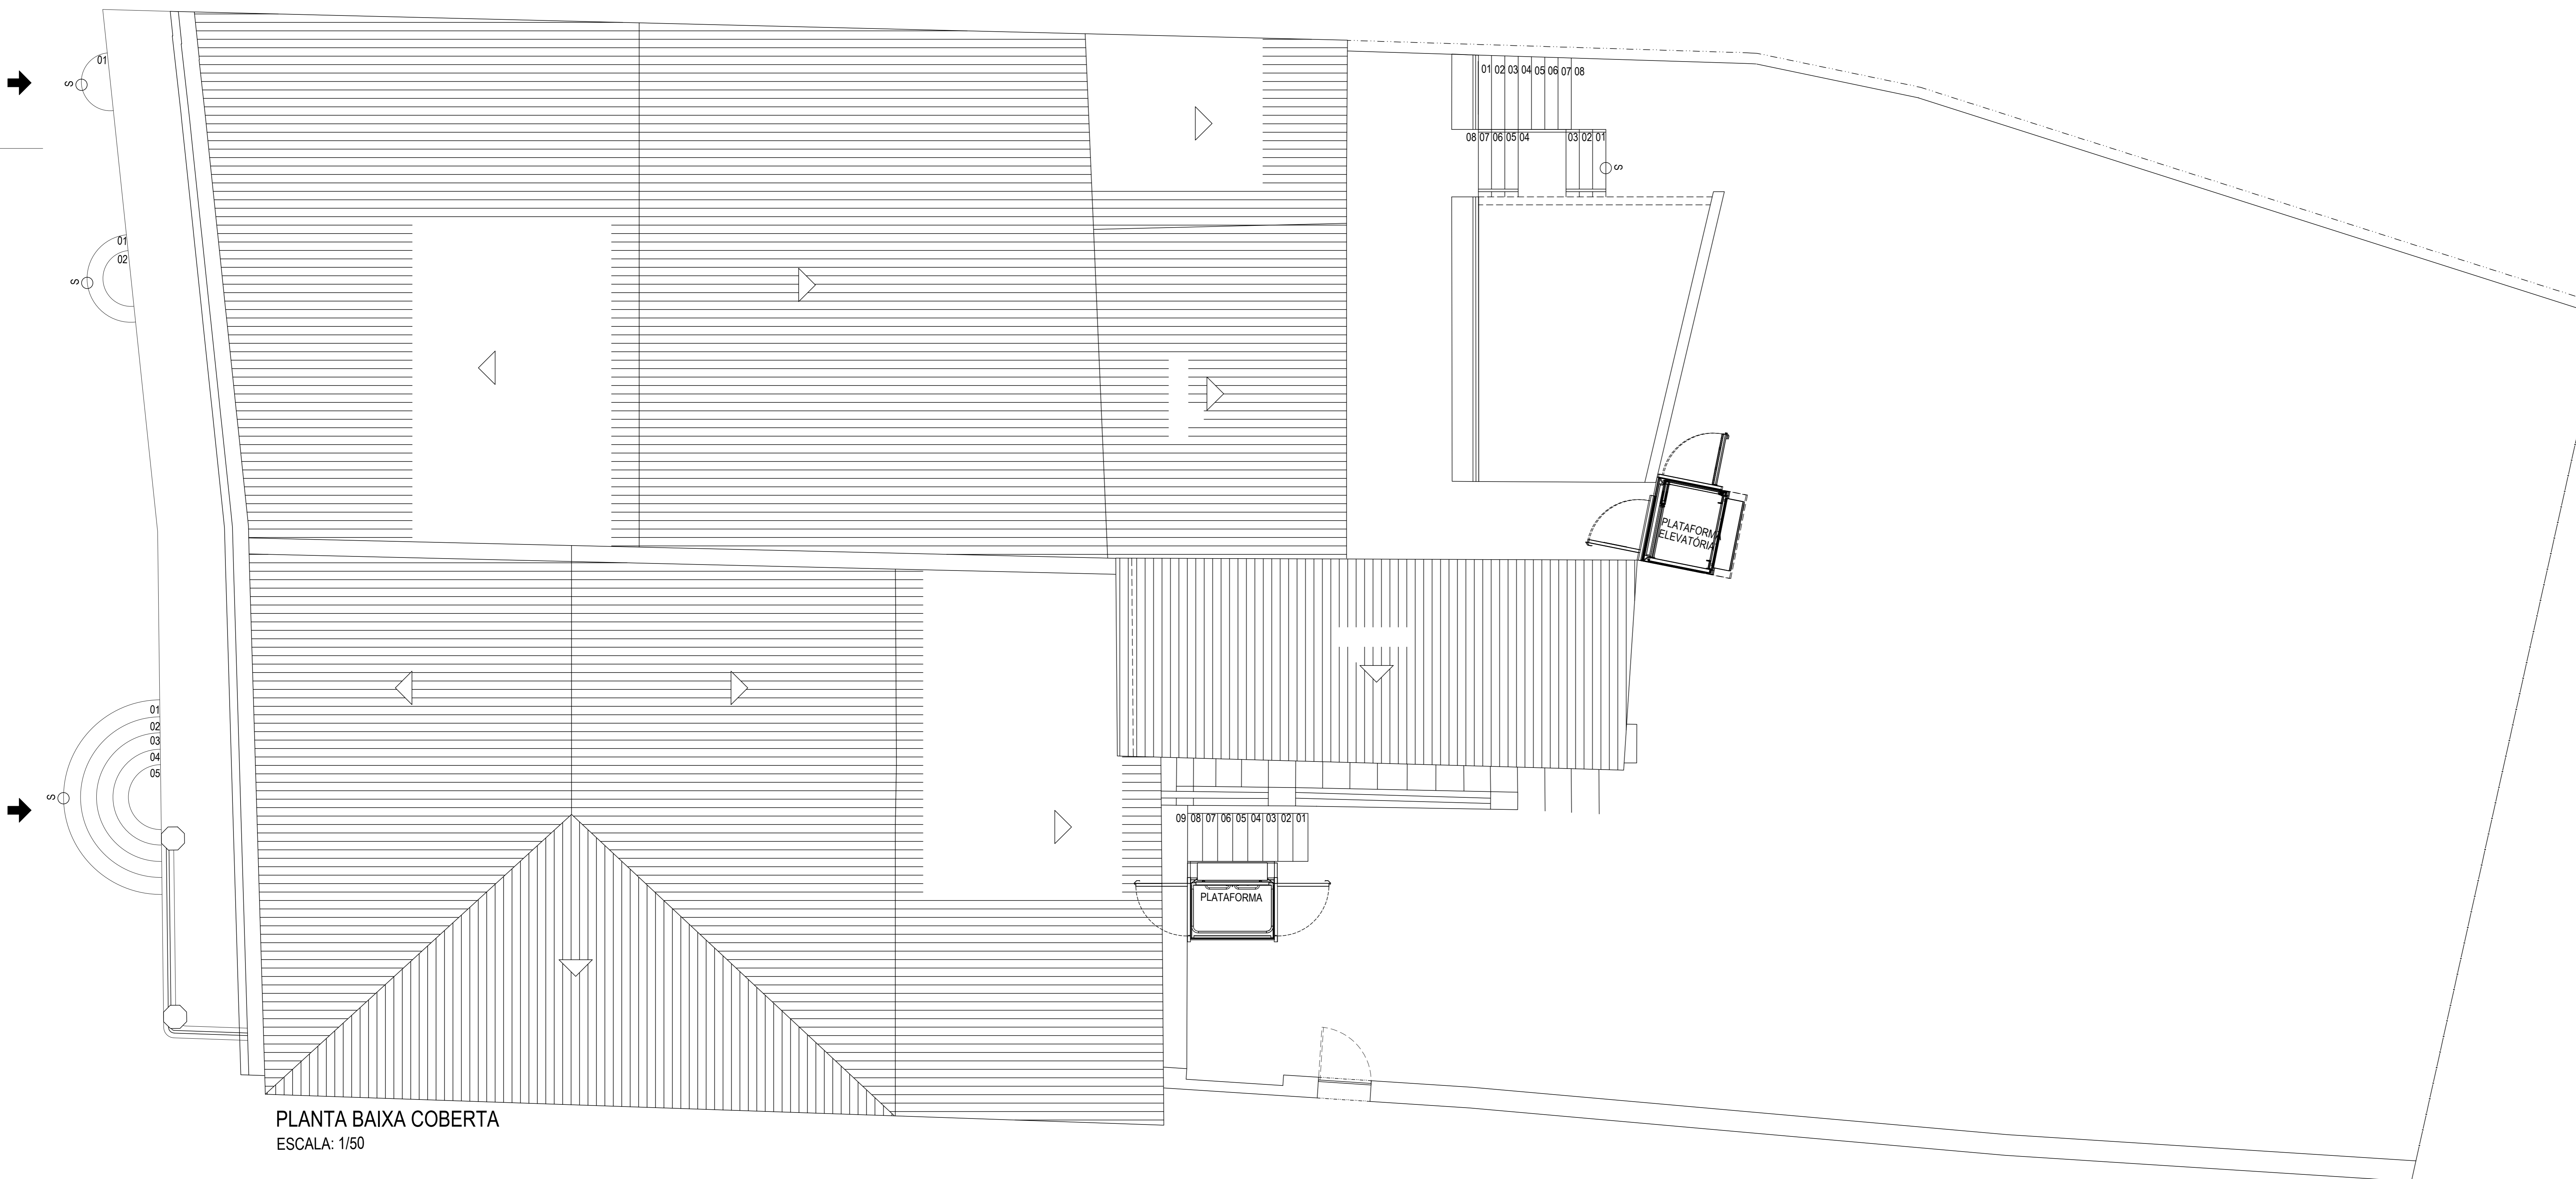 01
S
01 02 03 04 05 06 07 08
08 07 06 05 04 03 02 01
S
01
02
S
PLATAFORMA
ELEVATÓRIA
01
02
03
04
05
S
09 08 07 06 05 04 03 02 01
PLATAFORMA
PLANTA BAIXA COBERTA
ESCALA: 1/50